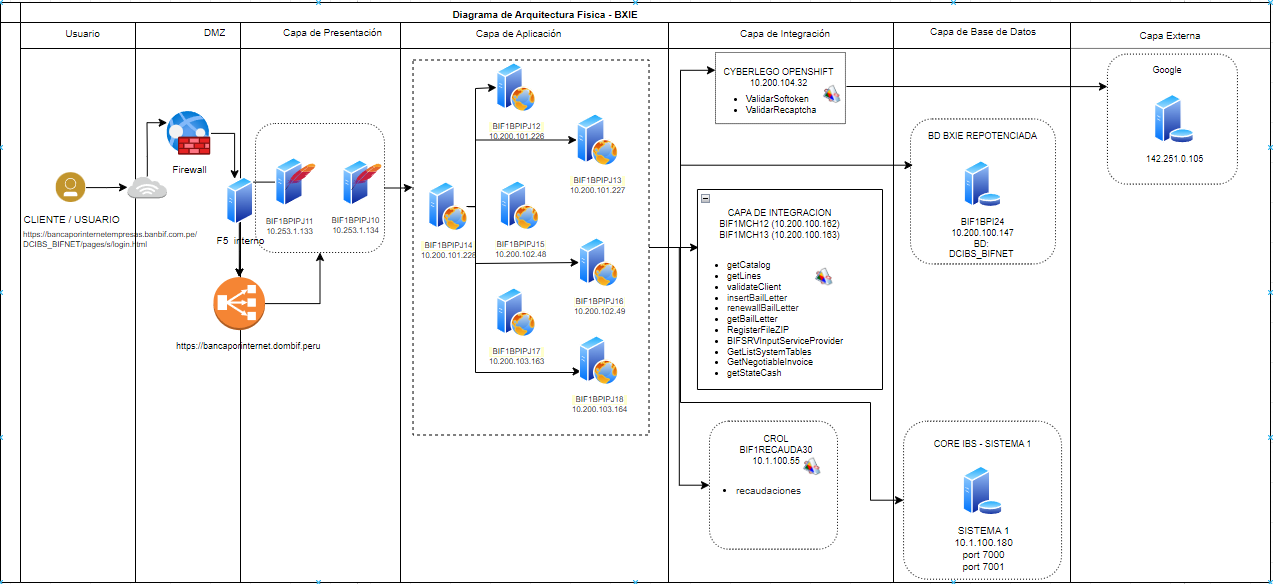 Diagrama de Arquitectura Fisica - BXIE
Usuario
DMZ
Capa de Presentación
Capa de Aplicación
Capa de Integración
Capa de Base de Datos
Capa Externa
CLIENTE / USUARIO
https://bancaporinternetempresas.banbif.com.pe/
DCIBS_BIFNET/pages/s/login.html
Firewall
F5 interno
https://bancaporinternet.dombif.peru
BIF1BPIPJ11
10.253.1.133
BIF1BPIPJ10
10.253.1.134
BIF1BPIPJ12
10.200.101.226
BIF1BPIPJ13
10.200.101.227
BIF1BPIPJ14
10.200.101.228
BIF1BPIPJ15
10.200.102.48
BIF1BPIPJ16
10.200.102.49
BIF1BPIPJ17
10.200.103.163
BIF1BPIPJ18
10.200.103.164
CYBERLEGO OPENSHIFT
10.200.104.32
ValidarSoftoken
ValidarRecaptcha
CAPA DE INTEGRACION
BIF1MCH12 (10.200.100.162)
BIF1MCH13 (10.200.100.163)
getCatalog
getLines
validateClient
insertBailLetter
renewallBailLetter
getBailLetter
RegisterFileZIP
BIFSRVInputServiceProvider
GetListSystemTables
GetNegotiableInvoice
getStateCash
CROL
BIF1RECAUDA30
10.1.100.55
recaudaciones
BD BXIE REPOTENCIADA
BIF1BPI24
10.200.100.147
BD:
DCIBS_BIFNET
CORE IBS - SISTEMA 1
SISTEMA 1
10.1.100.180
port 7000
port 7001
Google
142.251.0.105